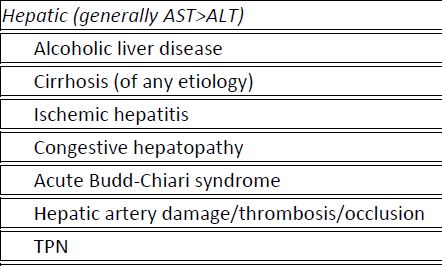 Hepatic (generally AST>ALT)
Alcoholic liver disease
Cirrhosis (of any etiology)
Ischemic hepatitis
Congestive hepatopathy
Acute Budd-Chiari syndrome
Hepatic artery damage/thrombosis/occlusion
TPN